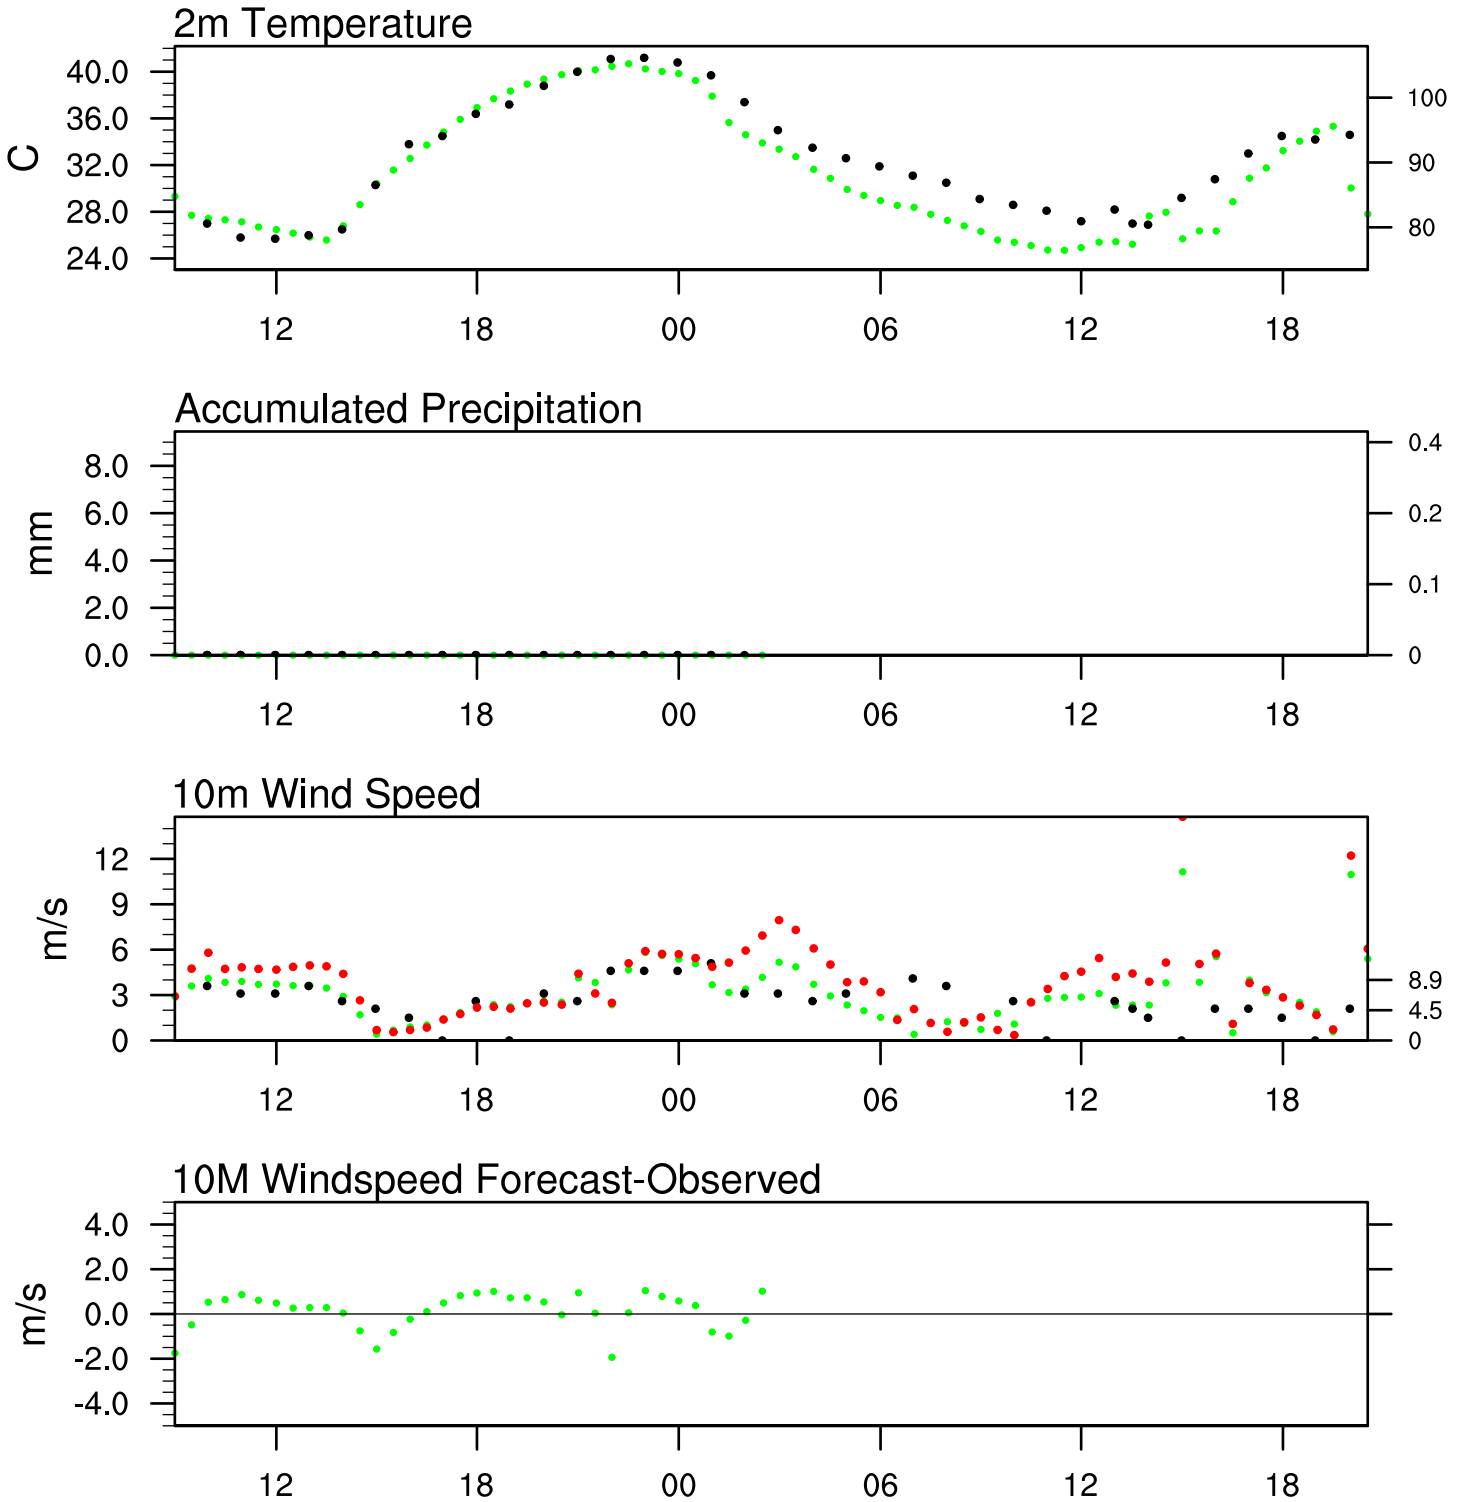 2m Temperature
40.0
36.0
32.0
28.0
24.0
C
100
90
80
12 18 00 06 12 18
Accumulated Precipitation
8.0
6.0
4.0
2.0
0.0
mm
0.4
0.2
0.1
0
12 18 00 06 12 18
10m Wind Speed
12
9
6
3
0
m/s
8.9
4.5
0
12 18 00 06 12 18
10M Windspeed Forecast-Observed
4.0
2.0
0.0
-2.0
-4.0
m/s
12 18 00 06 12 18